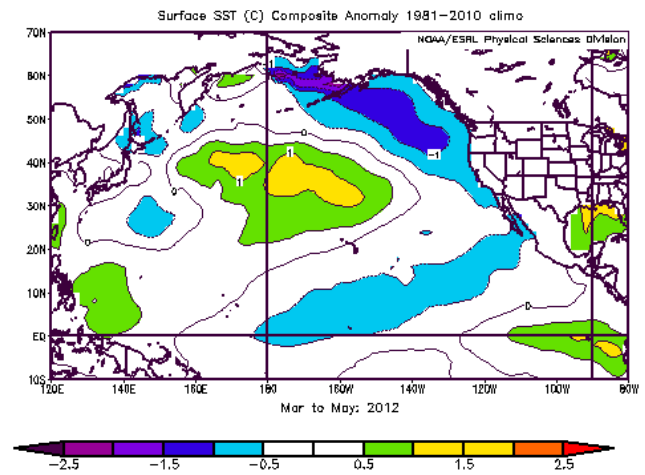 Surface SST (C) Composite Anomaly 1981-2010 climo
NOAA/ESRL Physical Sciences Division
70N
60N
50N
40N
30N
20N
10N
EQ
10S
120E 140E 160E 180 160W 140W 120W 100W 80W
-1
0
1
1
-1
0
0
0
0
Mar to May: 2012
-2.5 -1.5 -0.5 0.5 1.5 2.5